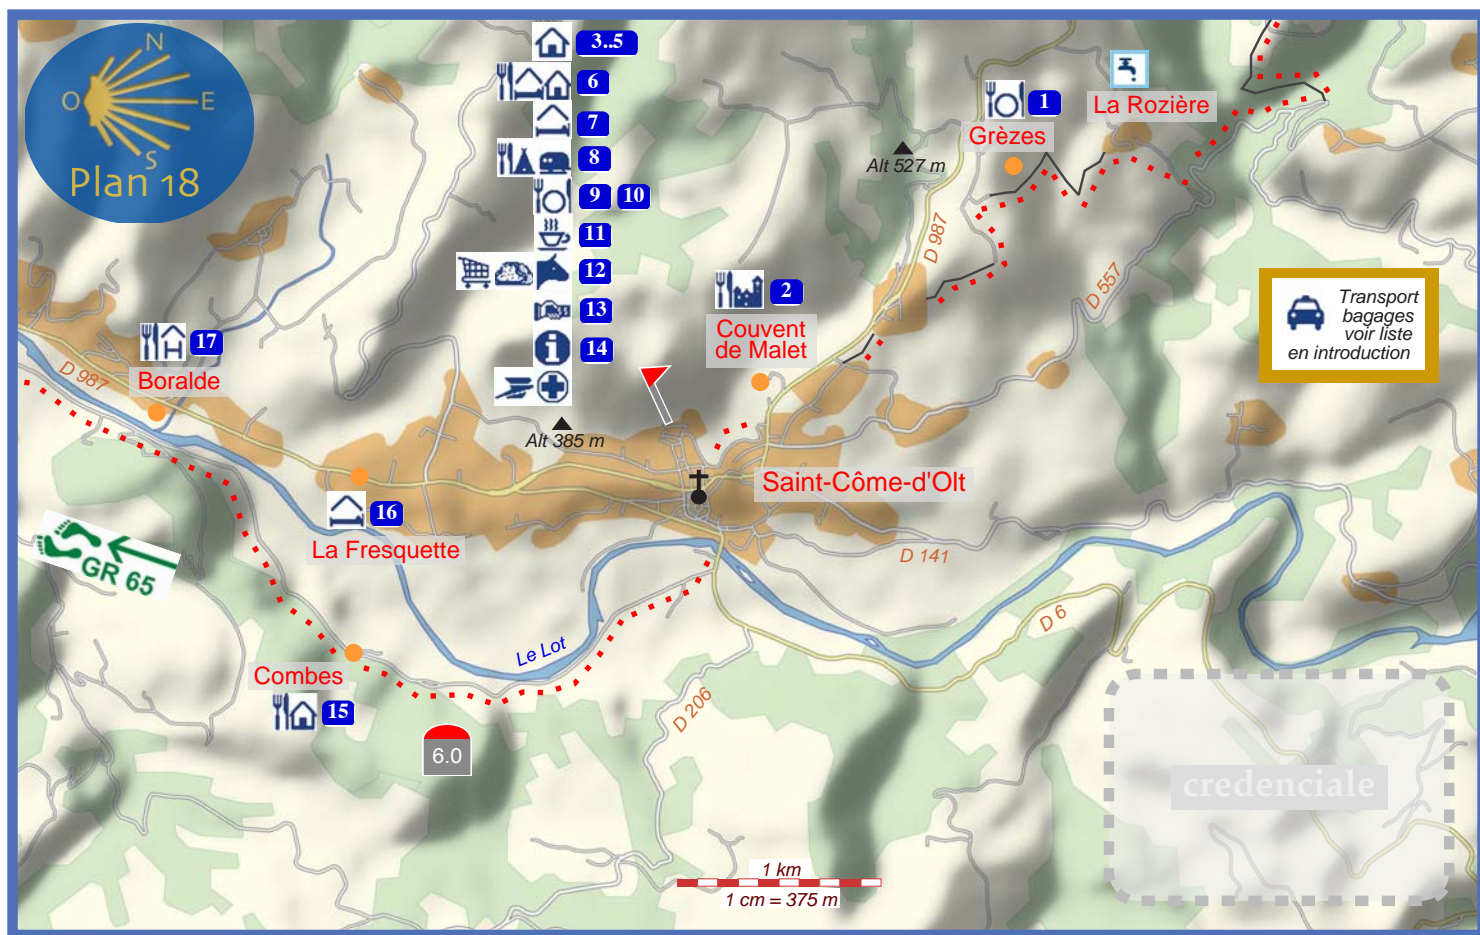 N
O
E
S
Plan 18
3..5
6
7
8
9 10
11
12
13
14
1
Grèzes
La Rozière
Alt 527 m
D 987
D 557
2
Couvent
de Malet
Transport
bagages
voir liste
en introduction
17
Boralde
D 987
Alt 385 m
Saint-Côme-d'Olt
16
La Fresquette
GR 65
D 141
Le Lot
D 6
Combes
15
D 206
6.0
credenciale
1 km
1 cm = 375 m